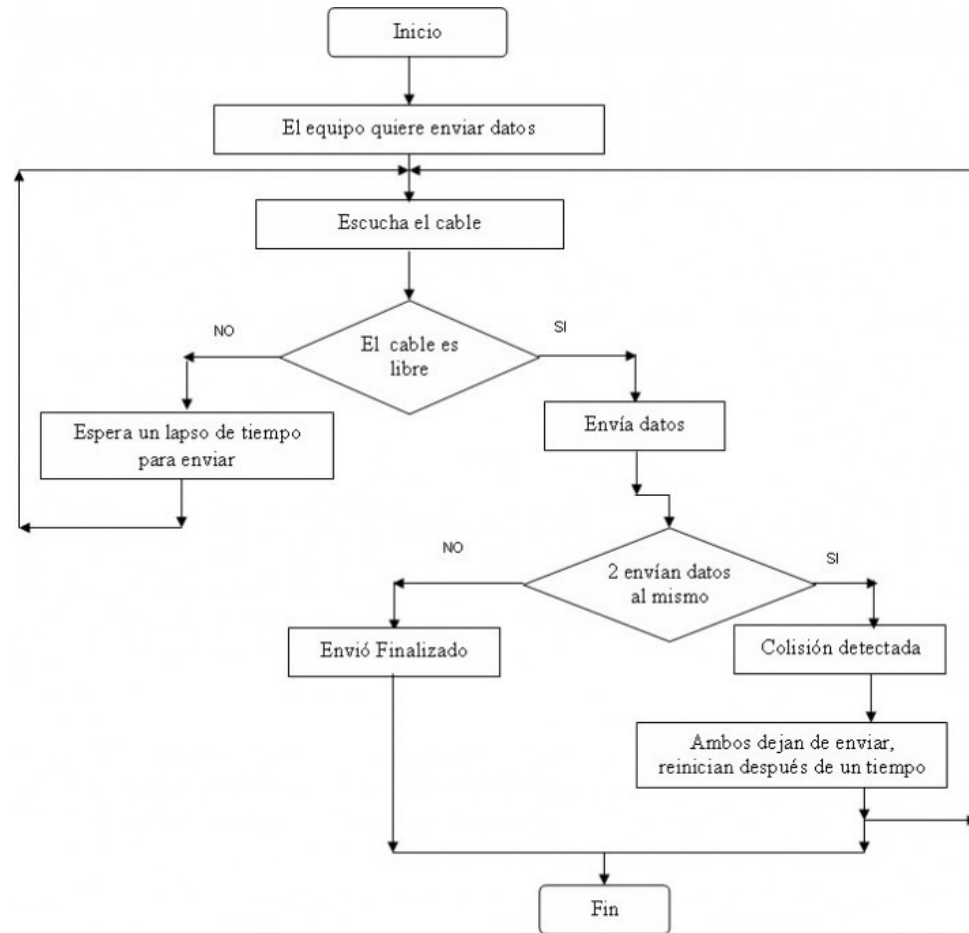 Inicio
El equipo quiere enviar datos
Escucha el cable
NO
SI
El cable es
libre
Espera un lapso de tiempo
para enviar
Envía datos
NO
SI
2 envían datos
al mismo
Envió Finalizado
Colisión detectada
Ambos dejan de enviar,
reinician después de un tiempo
Fin